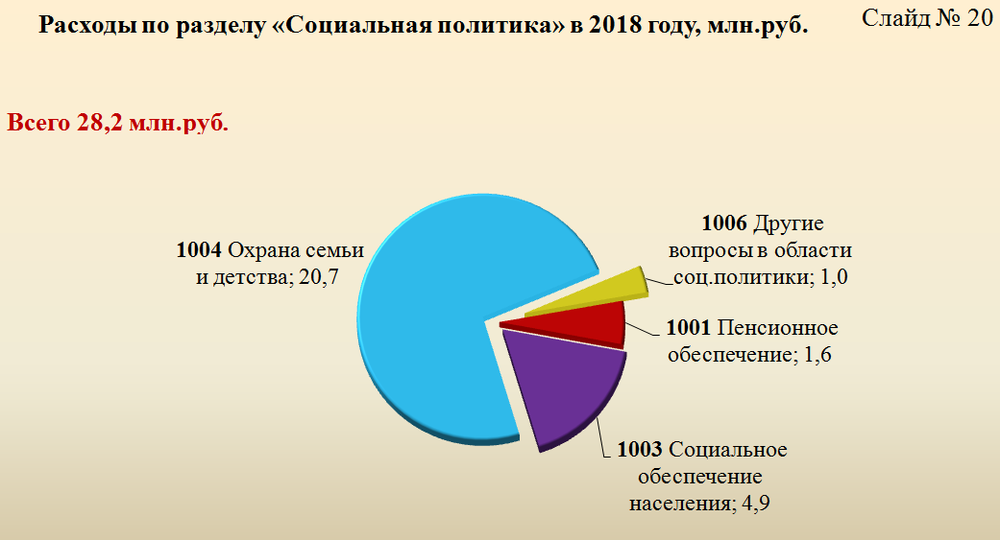 Слайд № 20
Расходы по разделу «Социальная политика» в 2018 году, млн.руб.
Всего 28,2 млн.руб.
1004 Охрана семьи
и детства; 20,7
1006 Другие
вопросы в области
соц.политики; 1,0
1001 Пенсионное
обеспечение; 1,6
1003 Социальное
обеспечение
населения; 4,9